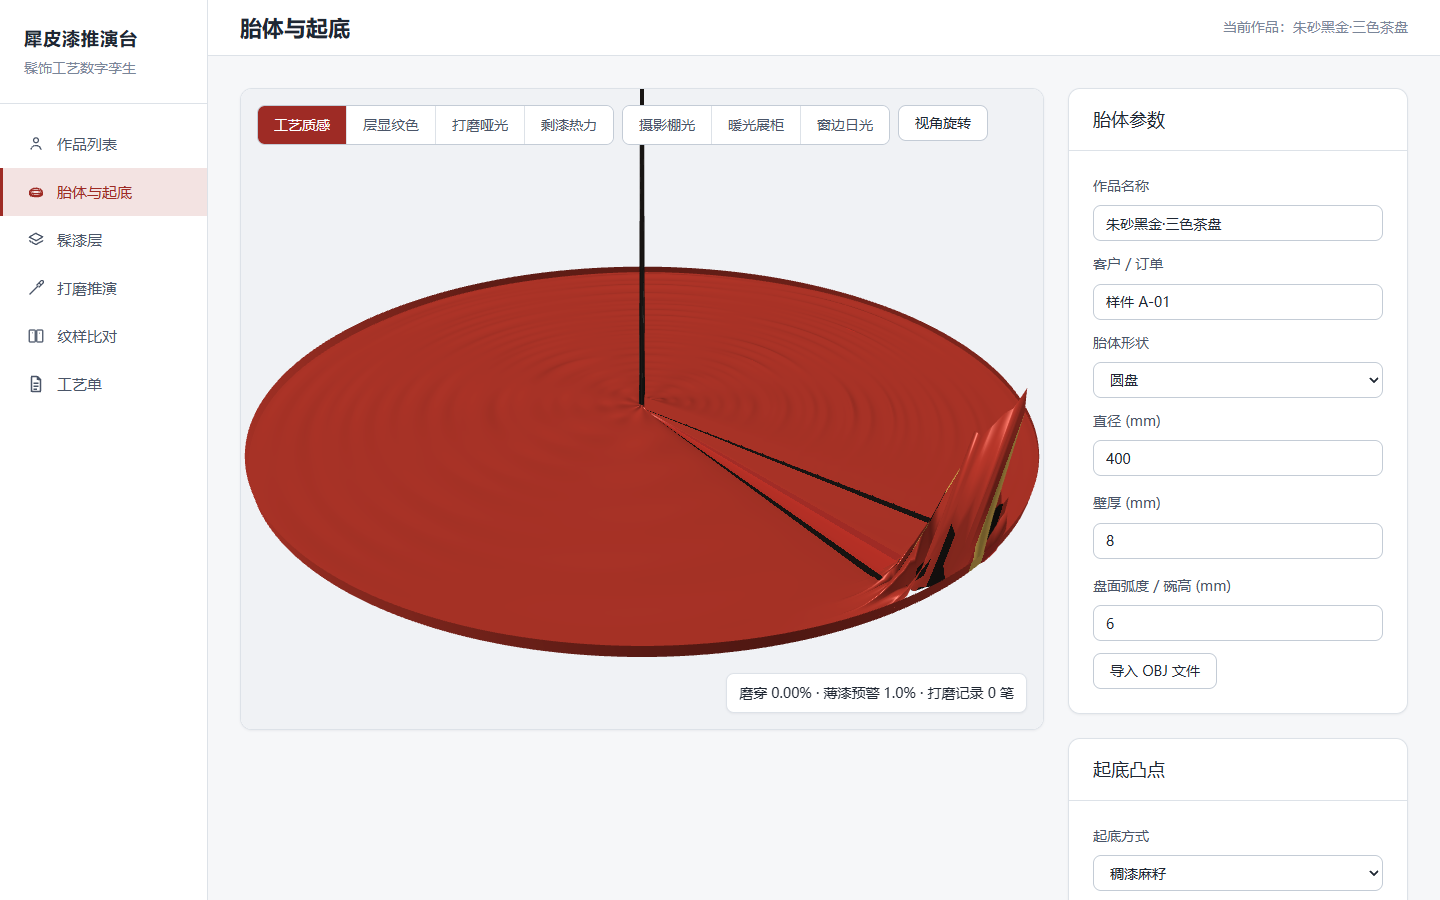 犀皮漆推演台
髹饰工艺数字孪生
作品列表
胎体与起底
髹漆层
打磨推演
纹样比对
工艺单
胎体与起底
当前作品：朱砂黑金·三色茶盘
工艺质感
层显纹色
打磨哑光
剩漆热力
摄影棚光
暖光展柜
窗边日光
视角旋转
磨穿 0.00% · 薄漆预警 1.0% · 打磨记录 0 笔
胎体参数
作品名称
朱砂黑金·三色茶盘
客户 / 订单
样件 A-01
胎体形状
圆盘
直径 (mm)
400
壁厚 (mm)
8
盘面弧度 / 碗高 (mm)
6
导入 OBJ 文件
起底凸点
起底方式
稠漆麻籽